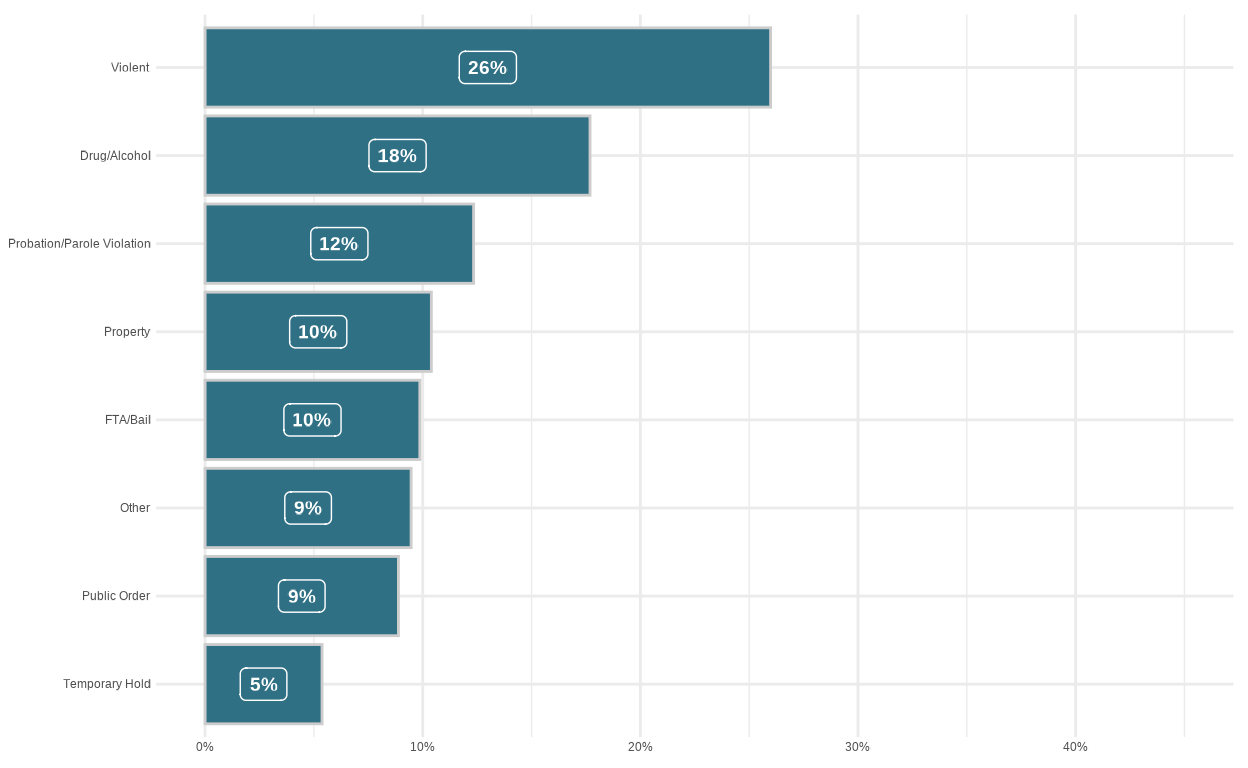 Violent
26%
Drug/Alcohol
18%
Probation/Parole Violation
12%
Property
10%
FTA/Bail
10%
Other
9%
Public Order
9%
Temporary Hold
5%
0%
10%
20%
30%
40%